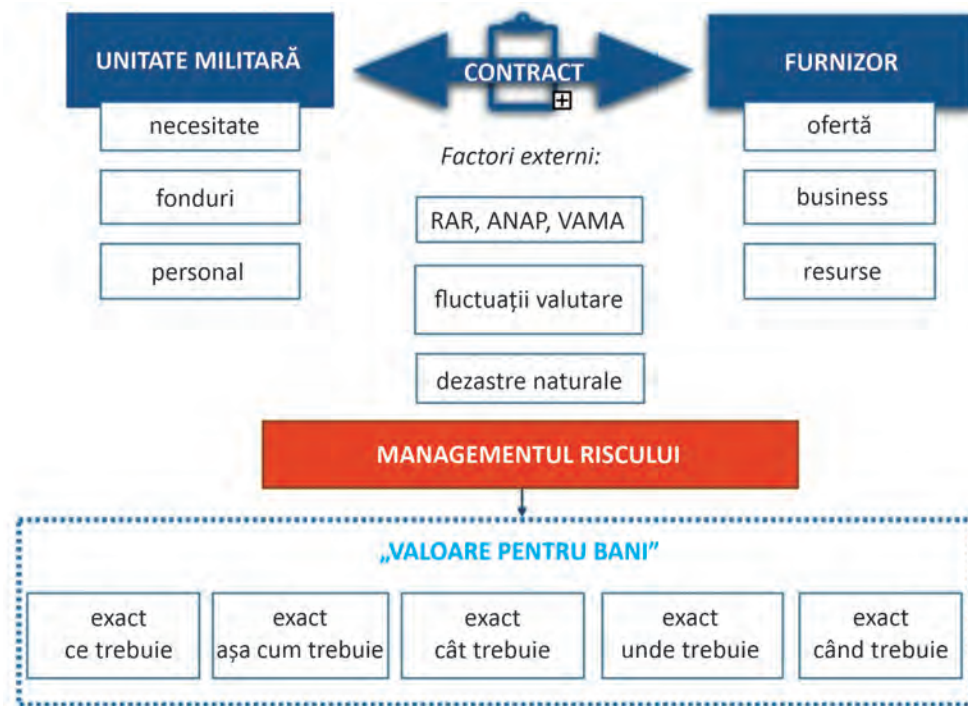 UNITATE MILITARĂ
CONTRACT
FURNIZOR
necesitate
fonduri
personal
Factori externi:
RAR, ANAP, VAMA
fluctuații valutare
dezastre naturale
ofertă
business
resurse
MANAGEMENTUL RISCULUI
„VALOARE PENTRU BANI”
exact
ce trebuie
exact
așa cum trebuie
exact
cât trebuie
exact
unde trebuie
exact
când trebuie